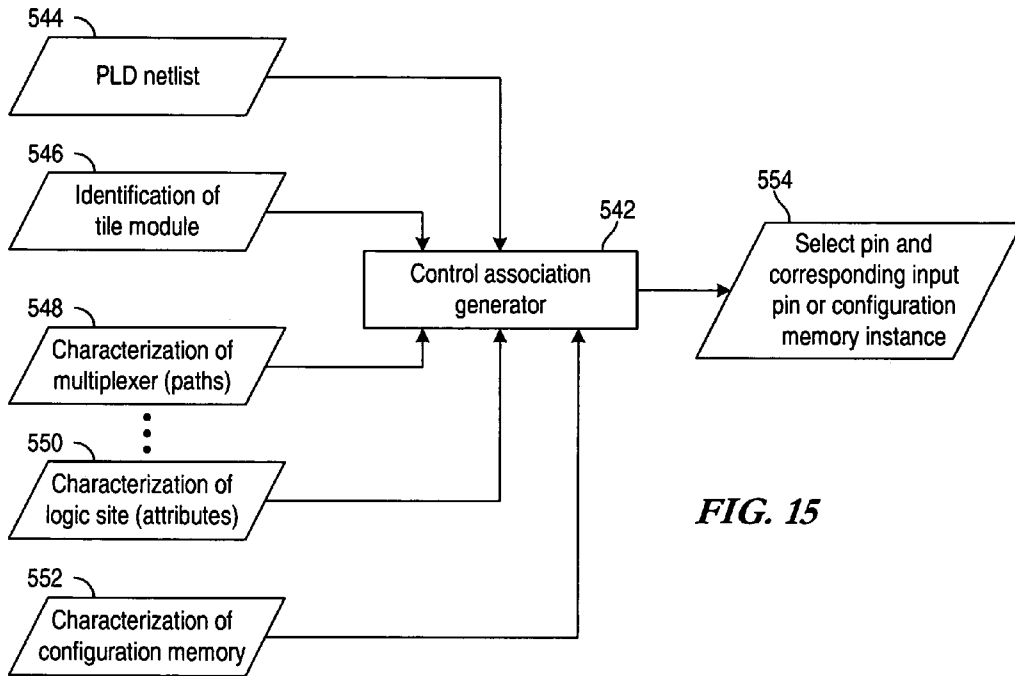 544
PLD netlist
546
Identification of
tile module
542
Control association
generator
554
Select pin and
corresponding input
pin or configuration
memory instance
548
Characterization of
multiplexer (paths)
550
Characterization of
logic site (attributes)
552
Characterization of
configuration memory
FIG. 15